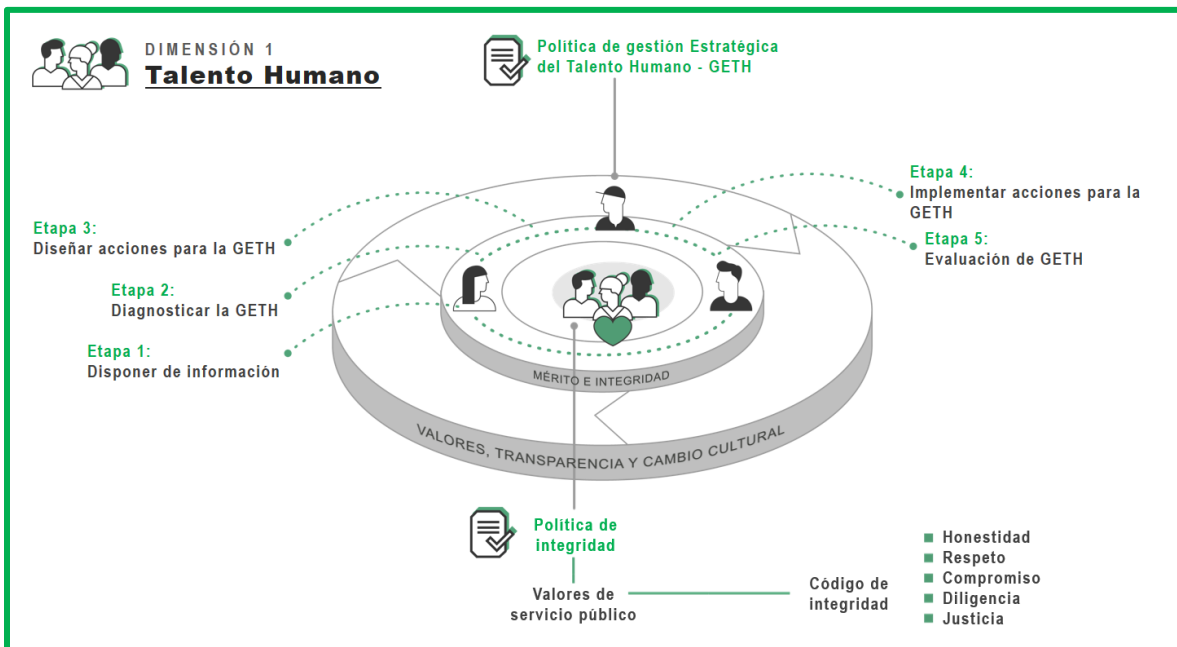 DIMENSIÓN 1
Talento Humano
Política de gestión Estratégica
del Talento Humano - GETH
Etapa 3:
Diseñar acciones para la GETH
Etapa 2:
Diagnosticar la GETH
Etapa 1:
Disponer de información
Etapa 4:
Implementar acciones para la
GETH
Etapa 5:
Evaluación de GETH
MÉRITO E INTEGRIDAD
VALORES, TRANSPARENCIA Y CAMBIO CULTURAL
Política de
integridad
Valores de
servicio público
Código de
integridad
Honestidad
Respeto
Compromiso
Diligencia
Justicia